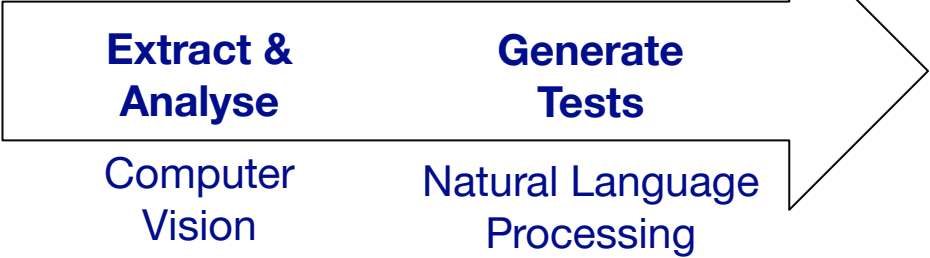 Extract &
Analyse
Generate
Tests
Computer
Vision
Natural Language
Processing